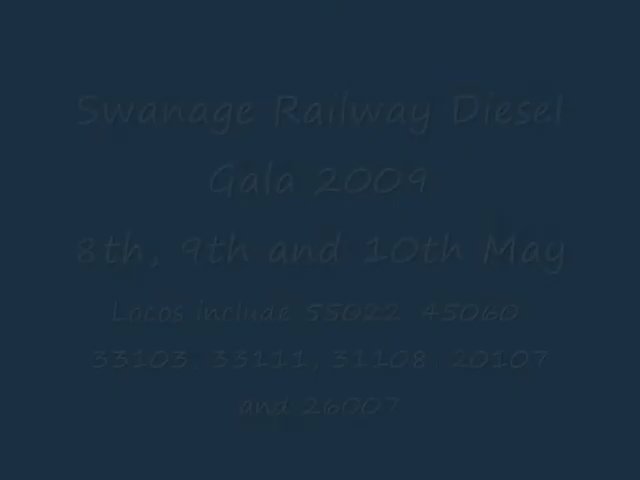 Swanage Railway Diesel
Gala 2009
8th, 9th and 10th May
Locos include 55022 45060
33103 33111, 31108 20107
and 26007